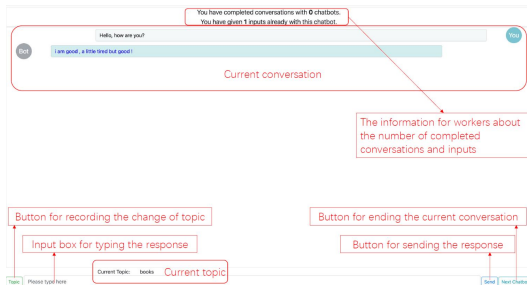 You have completed conversations with 0 chatbots.
You have given 1 inputs already with this chatbot.
Hello, how are you?
You
Bot
i am good , a little tired but good !
Current conversation
The information for workers about
the number of completed
conversations and inputs
Button for recording the change of topic
Button for ending the current conversation
Input box for typing the response
Button for sending the response
Current Topic: books
Current topic
Topic
Please type here
Send
Next Chatbot